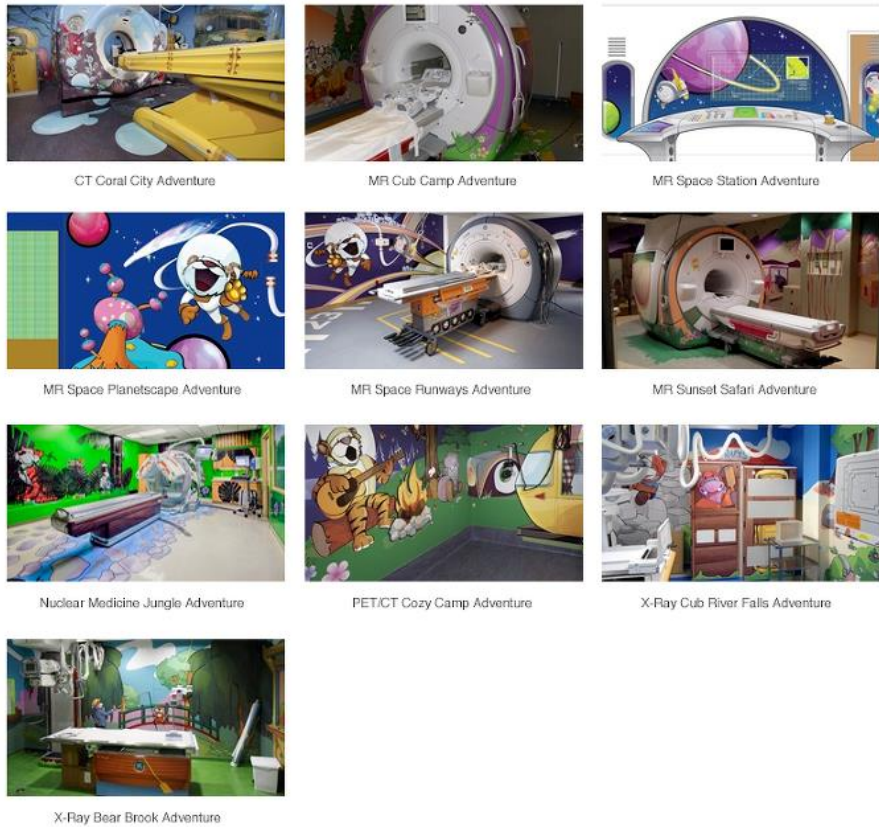 CT Coral City Adventure
MR Cub Camp Adventure
MR Space Station Adventure
MR Space Planetscape Adventure
MR Space Runways Adventure
MR Sunset Safari Adventure
Nuclear Medicine Jungle Adventure
PET/CT Cozy Camp Adventure
X-Ray Cub River Falls Adventure
X-Ray Bear Brook Adventure